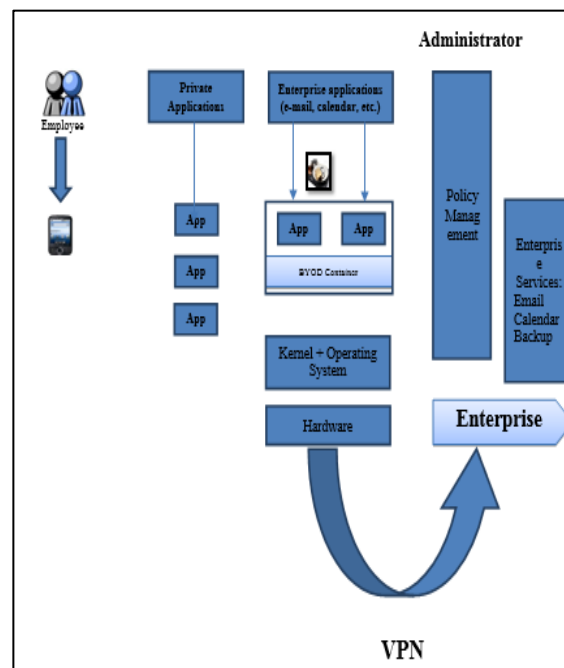 Administrator
Employee
Private
Applications
Enterprise applications
(e-mail, calendar, etc.)
App
App
App
App
App
BYOD Container
Kernel + Operating
System
Hardware
Policy
Manag
ement
Enterpris
e
Services:
Email
Calendar
Backup
Enterprise
VPN